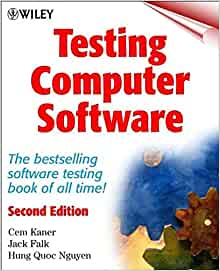 WILEY
Testing
Computer
Software
The bestselling
software testing
book of all time!
Second Edition
Cem Kaner
Jack Falk
Hung Quoc Nguyen